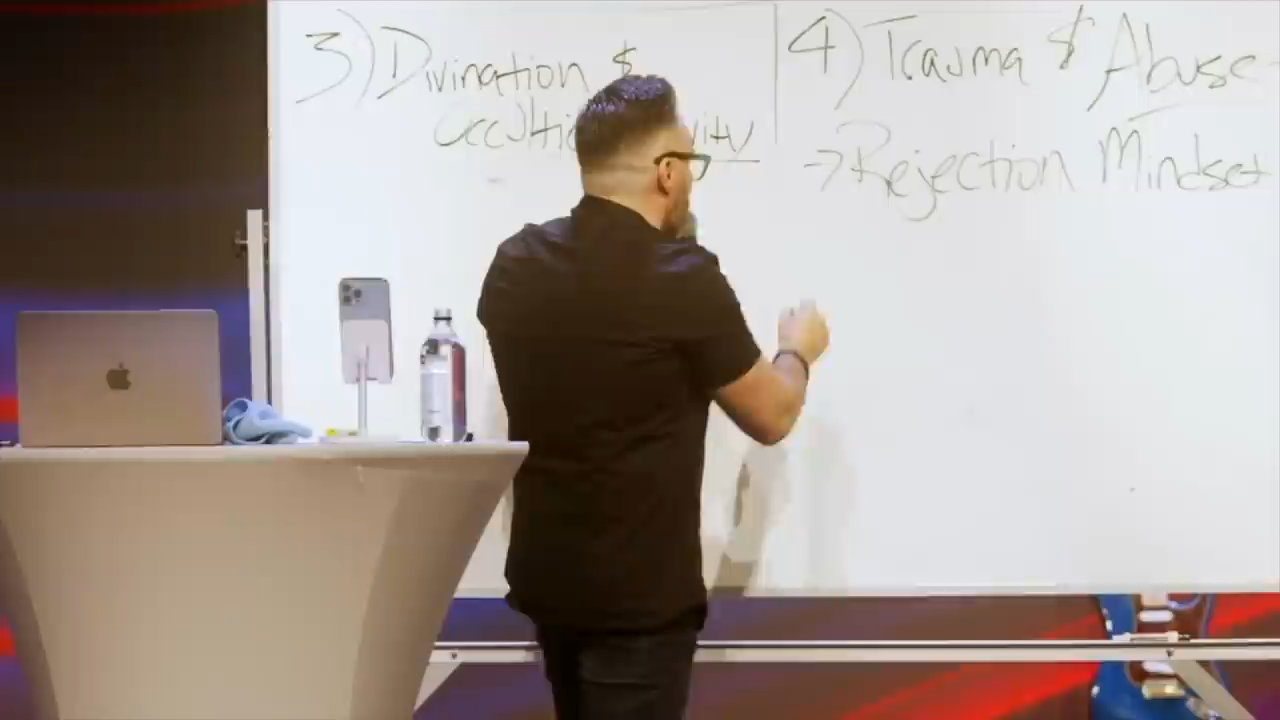 3) Divination &
4) Trauma & Abuse
→ Rejection Mindset